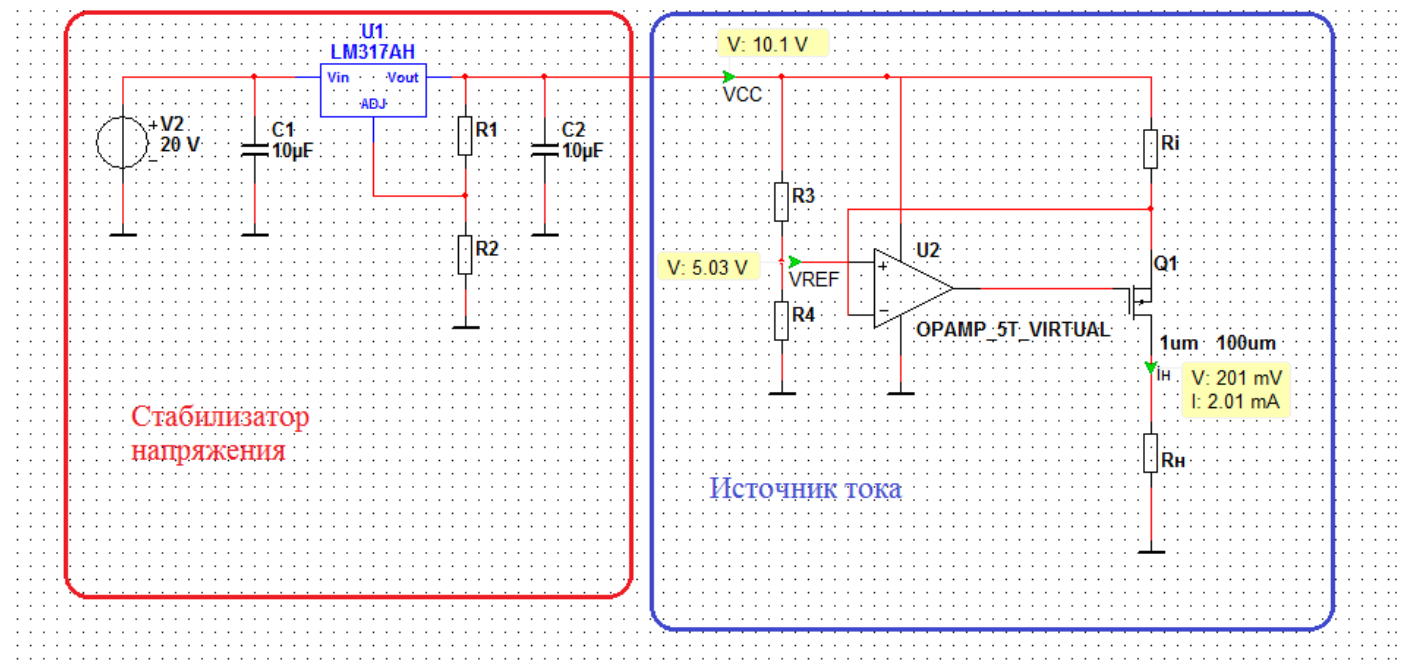 U1
LM317AH
Vin Vout
ADJ
+ V2
20 V
−
C1
10µF
R1
C2
10µF
R2
Стабилизатор
напряжения
V: 10.1 V
VCC
Ri
R3
V: 5.03 V
VREF
+
−
U2
OPAMP_5T_VIRTUAL
R4
Q1
1um 100um
iн
V: 201 mV
I: 2.01 mA
Rн
Источник тока